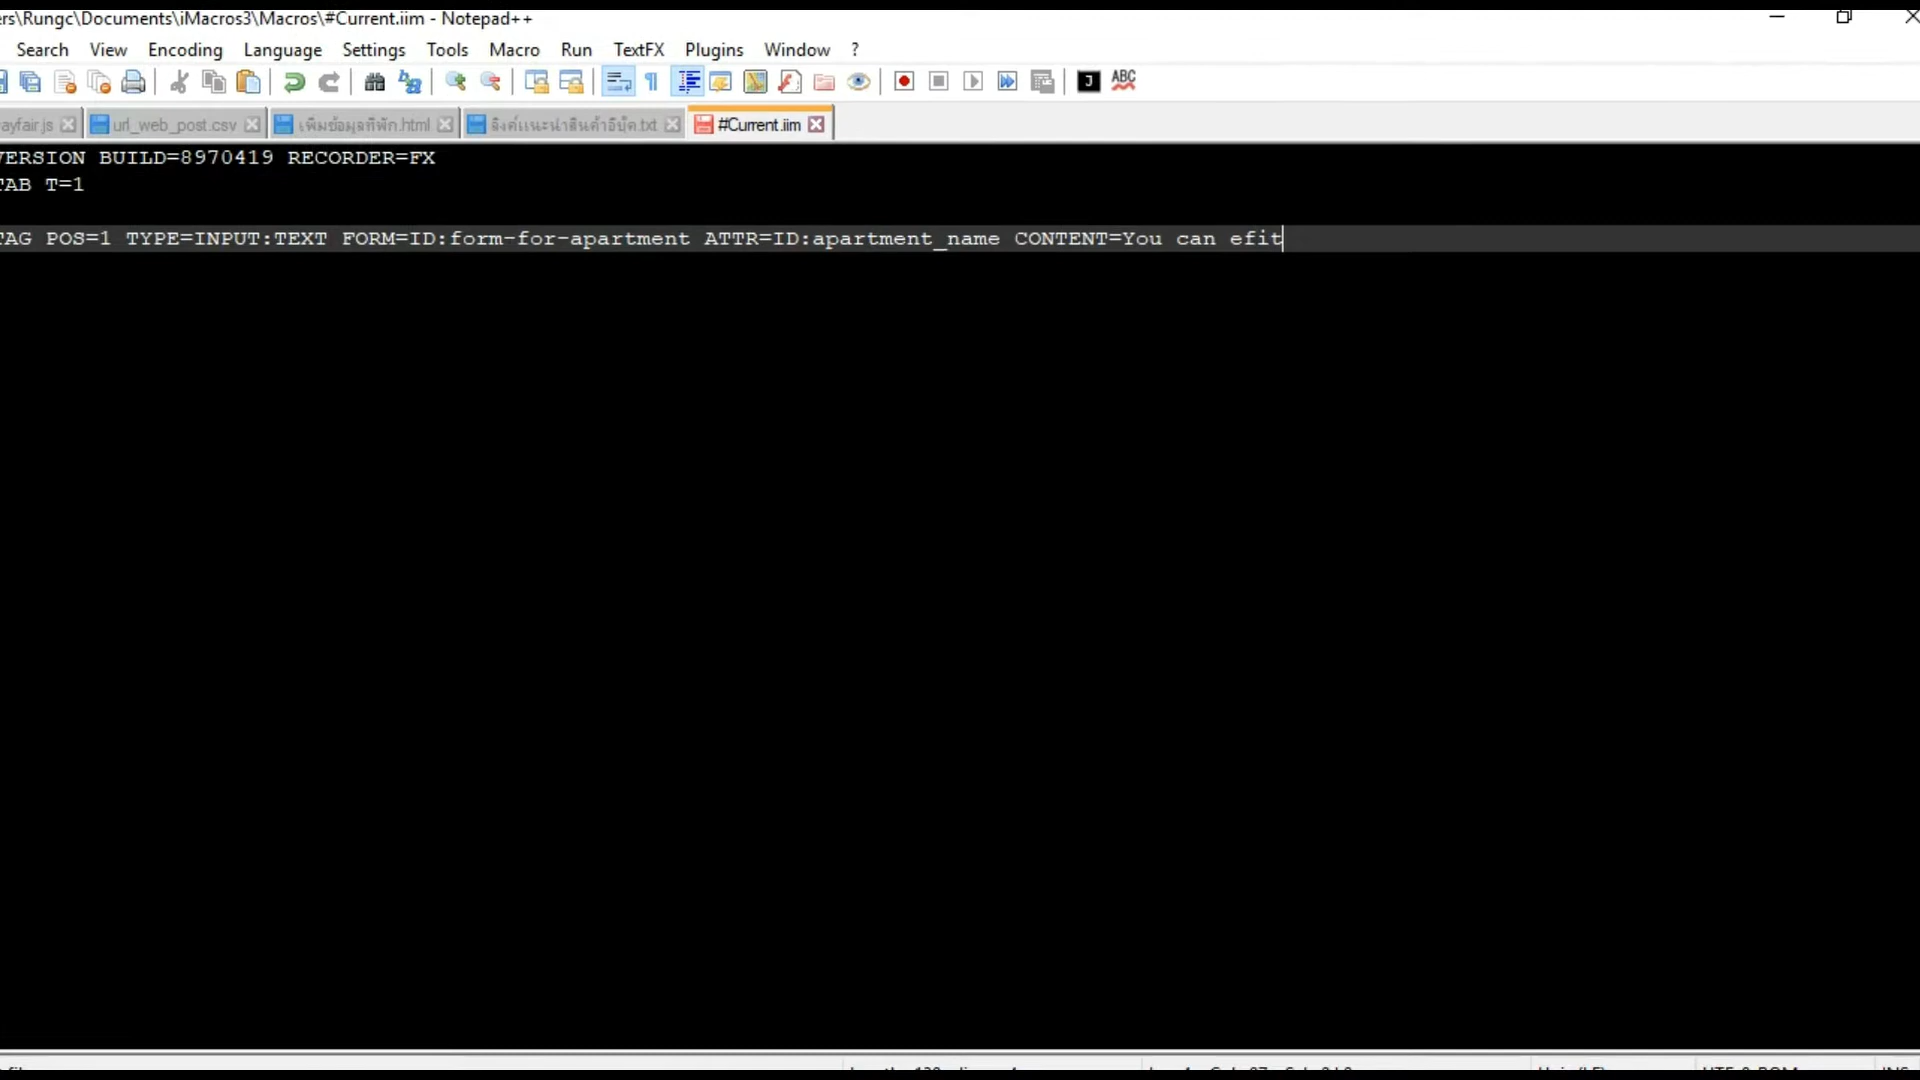 ers\Rungc\Documents\iMacros3\Macros\#Current.iim - Notepad++
Search View Encoding Language Settings Tools Macro Run TextFX Plugins Window ?
ABC
ayfair.js url_web_post.csv เพิ่มข้อมูลที่พัก.html ลิงค์แนะนำสินค้าอีบุ๊ค.txt #Current.iim
VERSION BUILD=8970419 RECORDER=FX
TAB T=1
TAG POS=1 TYPE=INPUT:TEXT FORM=ID:form-for-apartment ATTR=ID:apartment_name CONTENT=You can efit